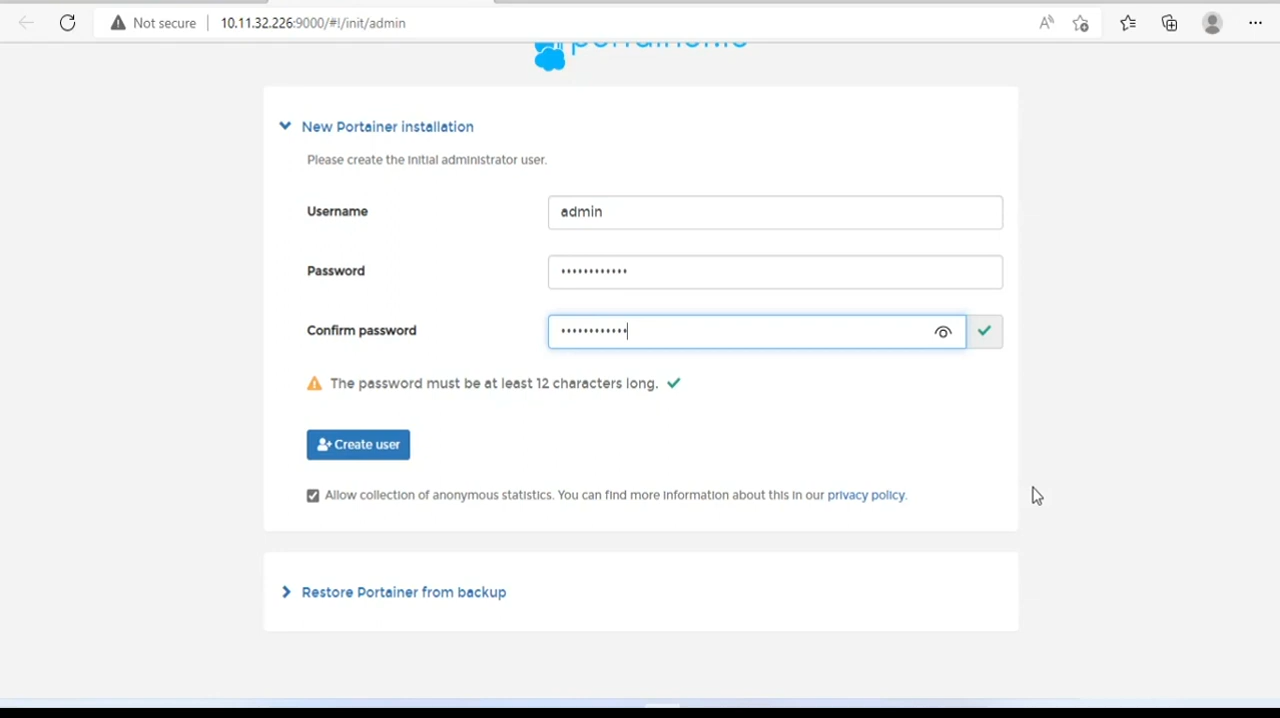 Not secure
10.11.32.226:9000/#!/init/admin
New Portainer installation
Please create the initial administrator user.
Username
admin
Password
••••••••••••
Confirm password
••••••••••••
The password must be at least 12 characters long.
Create user
Allow collection of anonymous statistics. You can find more information about this in our privacy policy.
Restore Portainer from backup